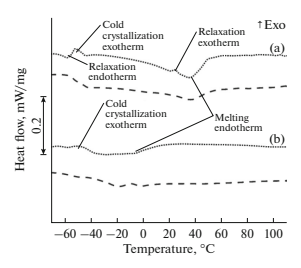 ↑Exo
Cold
crystallization
exotherm
Relaxation
exotherm
(a)
Relaxation
endotherm
Cold
crystallization
exotherm
Melting
endotherm
(b)
Heat flow, mW/mg
0.2
−60 −40 −20 0 20 40 60 80 100
Temperature, °C